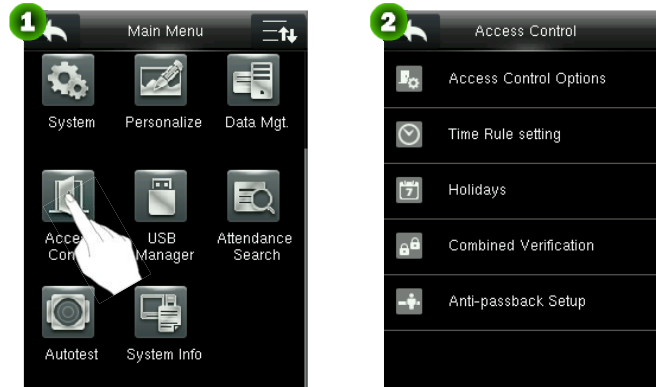 1
Main Menu
System
Personalize
Data Mgt.
USB
Manager
Attendance
Search
Autotest
System Info
2
Access Control
Access Control Options
Time Rule setting
7
Holidays
Combined Verification
Anti-passback Setup